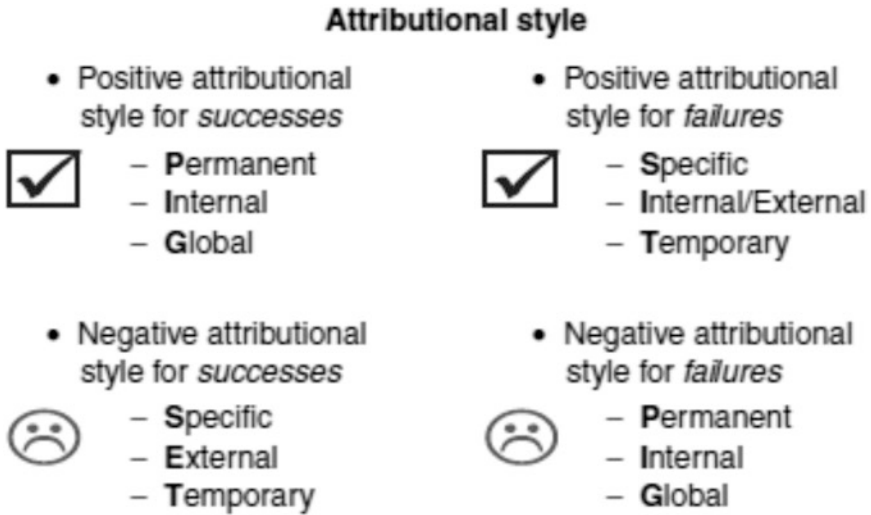 Attributional style
• Positive attributional
style for successes
– Permanent
– Internal
– Global
• Positive attributional
style for failures
– Specific
– Internal/External
– Temporary
• Negative attributional
style for successes
– Specific
– External
– Temporary
• Negative attributional
style for failures
– Permanent
– Internal
– Global